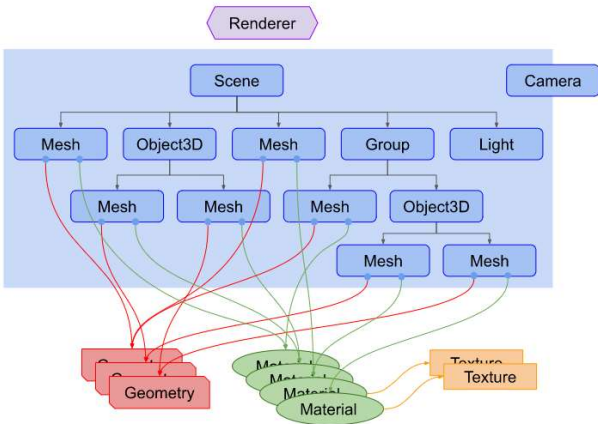 Renderer
Scene
Camera
Mesh
Object3D
Mesh
Group
Light
Mesh
Mesh
Mesh
Object3D
Mesh
Mesh
Geometry
Material
Texture
Texture
Material